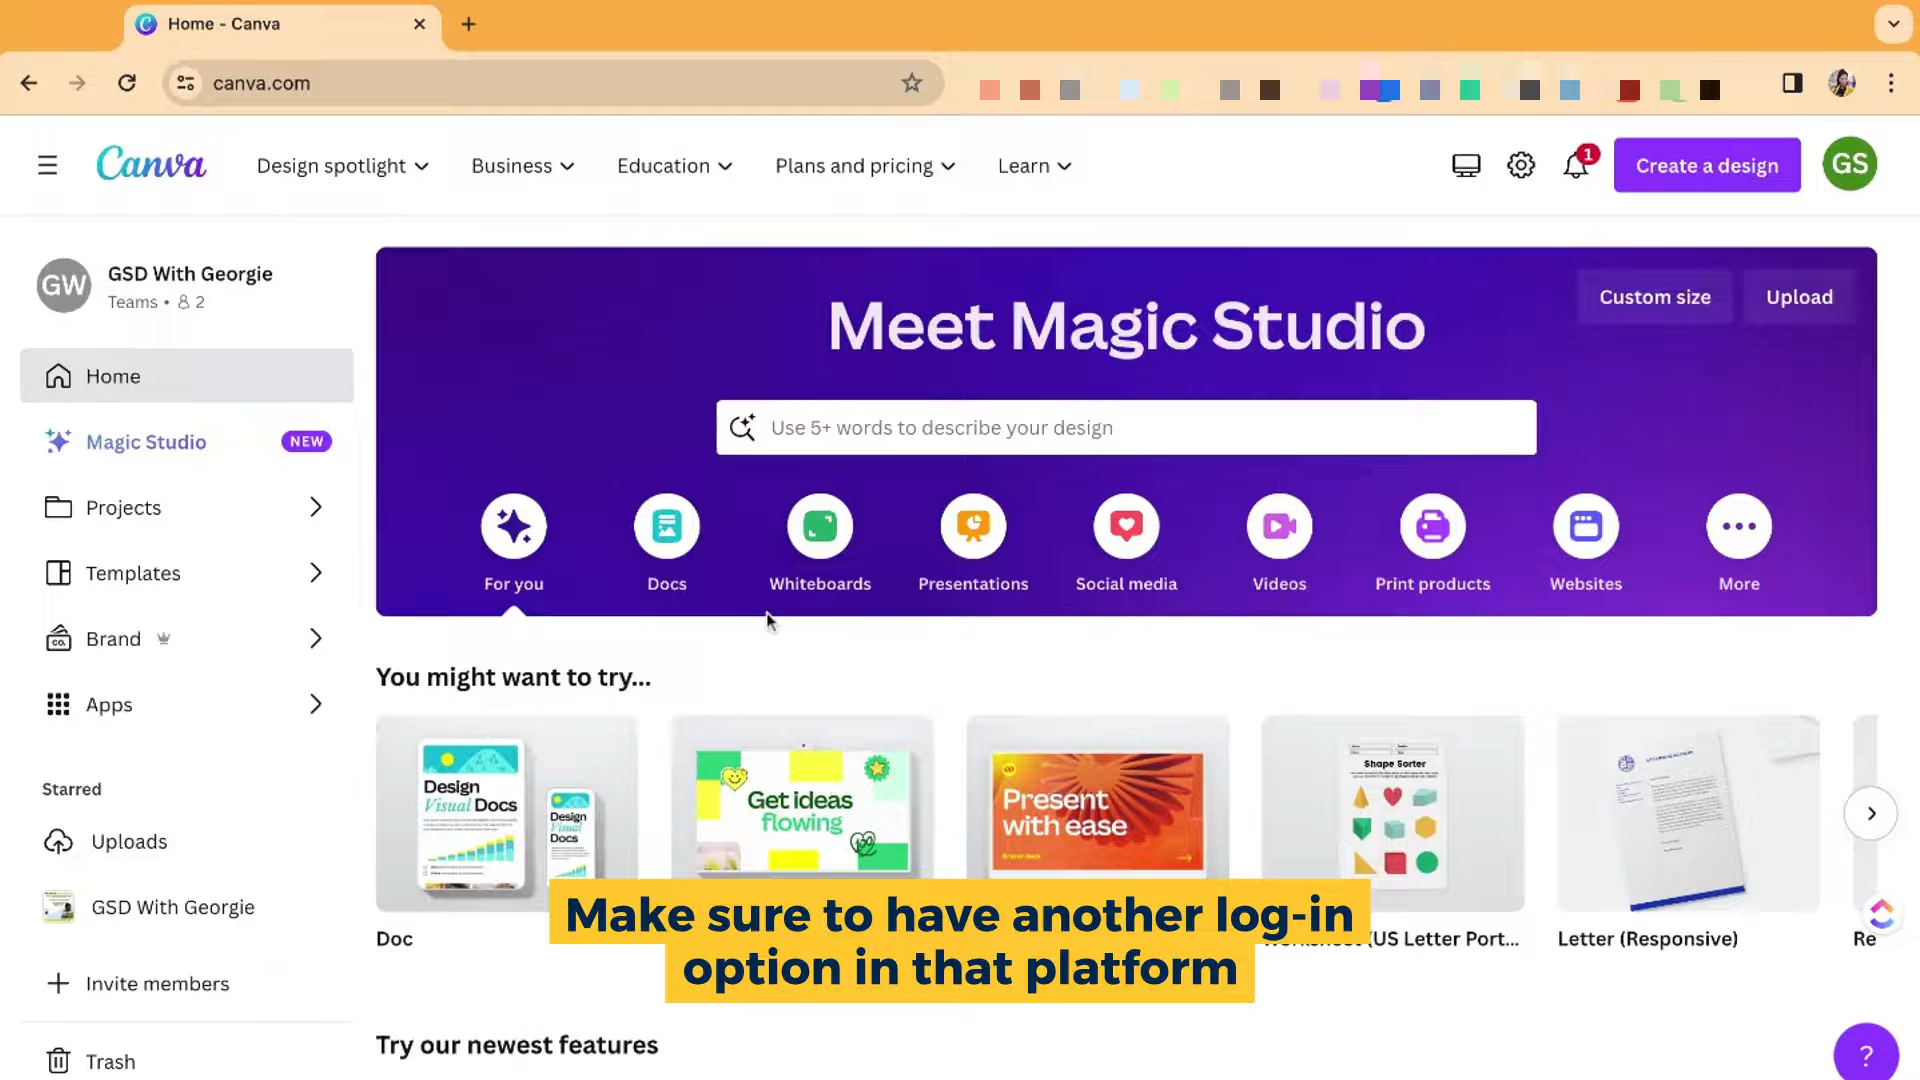 Home - Canva
canva.com
Canva
Design spotlight
Business
Education
Plans and pricing
Learn
1
Create a design
GS
GW
GSD With Georgie
Teams • 2
Custom size
Upload
Meet Magic Studio
Use 5+ words to describe your design
Home
Magic Studio
NEW
Projects
Templates
Brand
CO.
Apps
For you
Docs
Whiteboards
Presentations
Social media
Videos
Print products
Websites
More
You might want to try...
Design
Visual Docs
Design
Visual
Docs
Get ideas
flowing
Present
with ease
Shape Sorter
Starred
Uploads
GSD With Georgie
Invite members
Trash
Doc
(US Letter Port...
Letter (Responsive)
Re
Make sure to have another log-in
option in that platform
Try our newest features
?